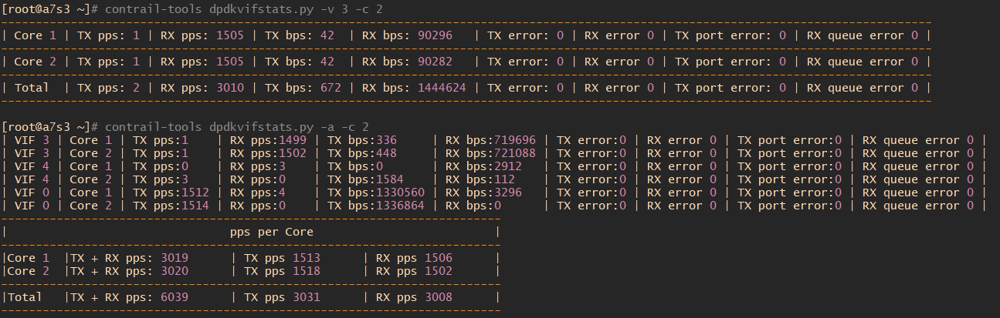 [root@a7s3 ~]# contrail-tools dpdkvifstats.py -v 3 -c 2
------------------------------------------------------------------------------------------------------------------------------------------
| Core 1 | TX pps: 1 | RX pps: 1505 | TX bps: 42  | RX bps: 90296   | TX error: 0 | RX error 0 | TX port error: 0 | RX queue error 0 |
------------------------------------------------------------------------------------------------------------------------------------------
| Core 2 | TX pps: 1 | RX pps: 1505 | TX bps: 42  | RX bps: 90282   | TX error: 0 | RX error 0 | TX port error: 0 | RX queue error 0 |
------------------------------------------------------------------------------------------------------------------------------------------
| Total  | TX pps: 2 | RX pps: 3010 | TX bps: 672 | RX bps: 1444624 | TX error: 0 | RX error 0 | TX port error: 0 | RX queue error 0 |
------------------------------------------------------------------------------------------------------------------------------------------
[root@a7s3 ~]# contrail-tools dpdkvifstats.py -a -c 2
| VIF 3 | Core 1 | TX pps:1    | RX pps:1499 | TX bps:336     | RX bps:719696 | TX error:0 | RX error 0 | TX port error:0 | RX queue error 0 |
| VIF 3 | Core 2 | TX pps:1    | RX pps:1502 | TX bps:448     | RX bps:721088 | TX error:0 | RX error 0 | TX port error:0 | RX queue error 0 |
| VIF 4 | Core 1 | TX pps:0    | RX pps:3    | TX bps:0       | RX bps:2912   | TX error:0 | RX error 0 | TX port error:0 | RX queue error 0 |
| VIF 4 | Core 2 | TX pps:3    | RX pps:0    | TX bps:1584    | RX bps:112    | TX error:0 | RX error 0 | TX port error:0 | RX queue error 0 |
| VIF 0 | Core 1 | TX pps:1512 | RX pps:4    | TX bps:1330560 | RX bps:3296   | TX error:0 | RX error 0 | TX port error:0 | RX queue error 0 |
| VIF 0 | Core 2 | TX pps:1514 | RX pps:0    | TX bps:1336864 | RX bps:0      | TX error:0 | RX error 0 | TX port error:0 | RX queue error 0 |
------------------------------------------------------------------------
|                                pps per Core                          |
------------------------------------------------------------------------
|Core 1  |TX + RX pps: 3019      | TX pps 1513      | RX pps 1506      |
|Core 2  |TX + RX pps: 3020      | TX pps 1518      | RX pps 1502      |
------------------------------------------------------------------------
|Total   |TX + RX pps: 6039      | TX pps 3031      | RX pps 3008      |
------------------------------------------------------------------------